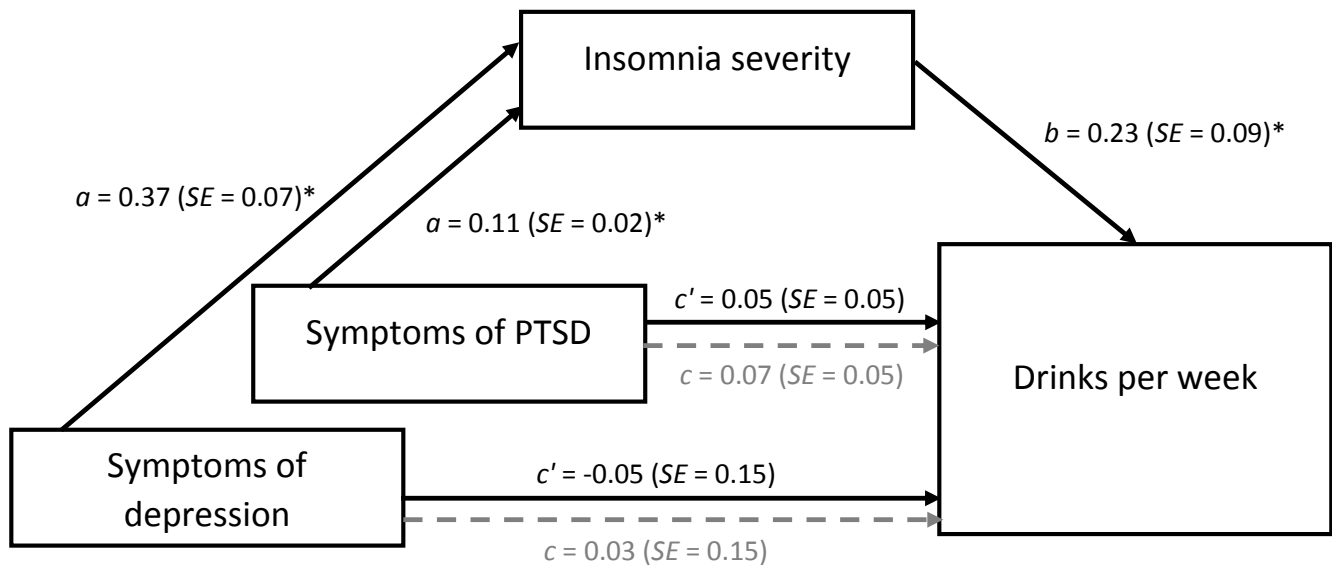 Insomnia severity
b = 0.23 (SE = 0.09)*
a = 0.37 (SE = 0.07)*
a = 0.11 (SE = 0.02)*
Symptoms of PTSD
c' = 0.05 (SE = 0.05)
c = 0.07 (SE = 0.05)
Drinks per week
Symptoms of
depression
c' = -0.05 (SE = 0.15)
c = 0.03 (SE = 0.15)